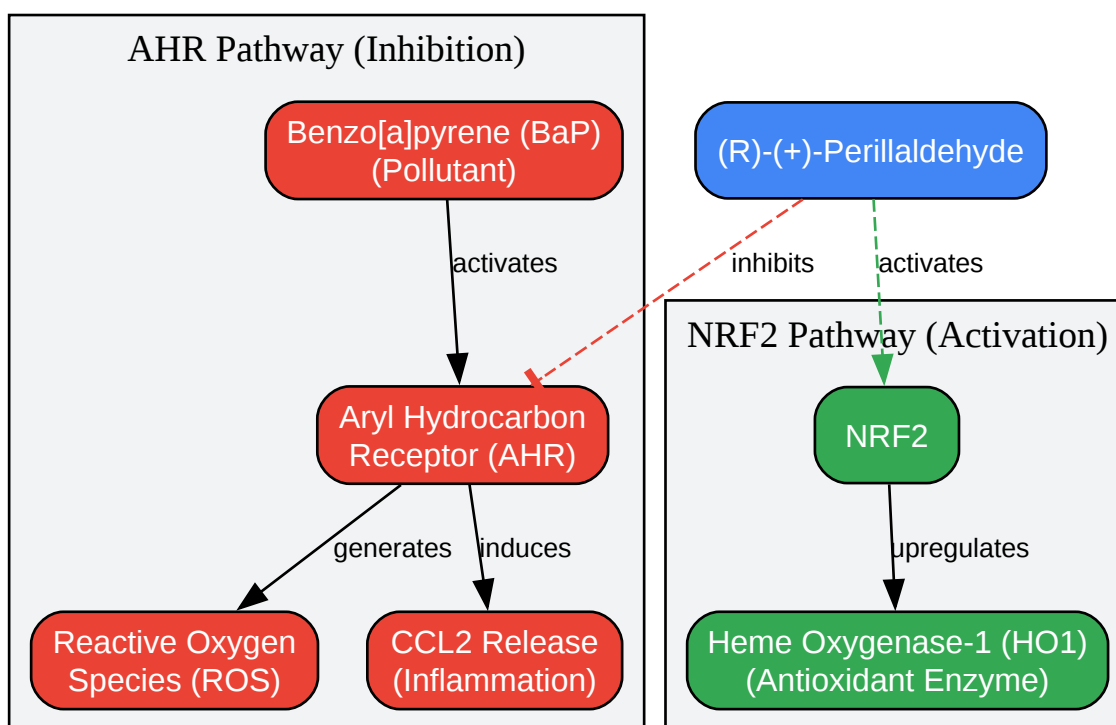 AHR Pathway (Inhibition)
Benzo[a]pyrene (BaP)
(Pollutant)
(R)-(+)-Perillaldehyde
activates
inhibits
activates
NRF2 Pathway (Activation)
Aryl Hydrocarbon
Receptor (AHR)
NRF2
generates
induces
upregulates
Reactive Oxygen
Species (ROS)
CCL2 Release
(Inflammation)
Heme Oxygenase-1 (HO1)
(Antioxidant Enzyme)